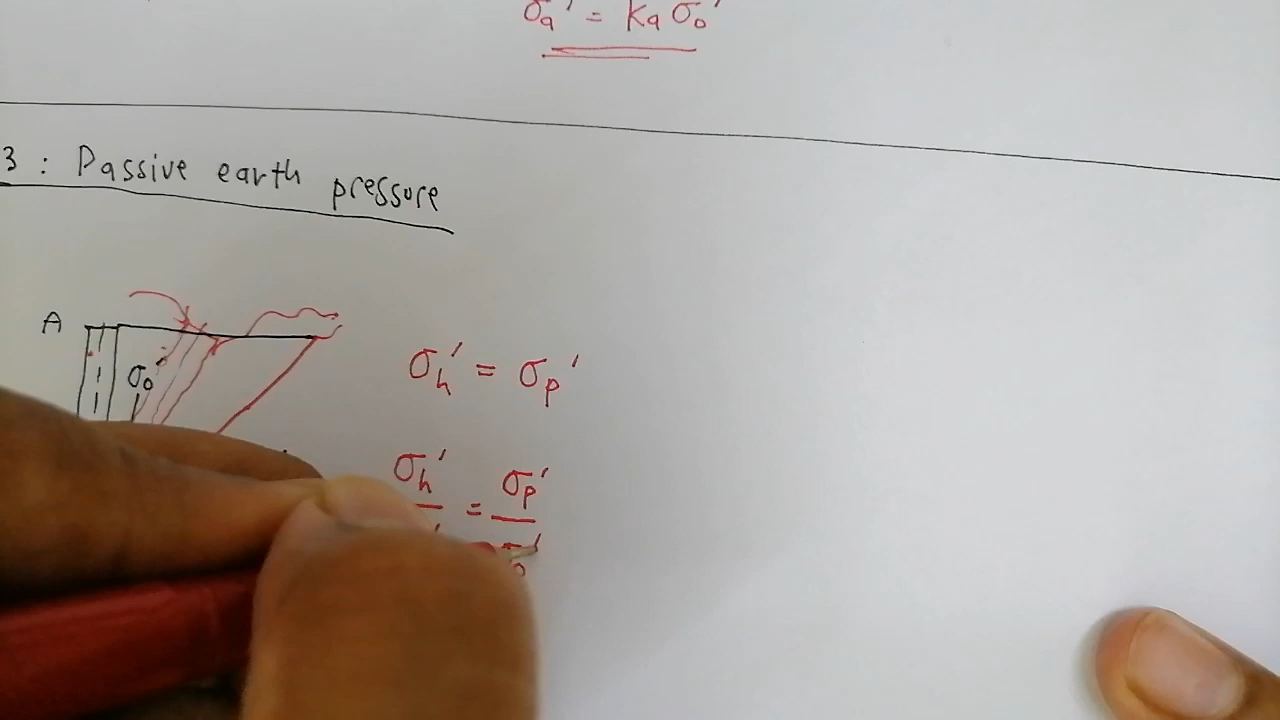 σa' = Ka σo'
3 : Passive earth pressure
A
σo'
σh' = σp'
σh' = σp'